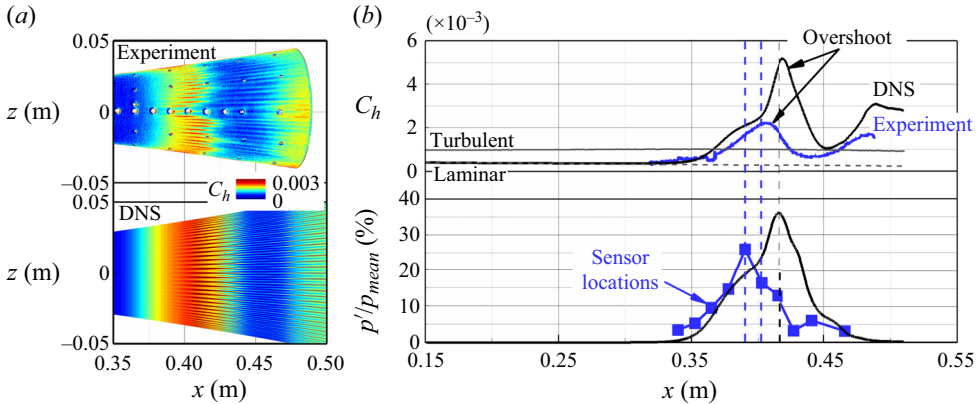 (a)
0.05
Experiment
z (m)
0
−0.05
C_h
0.003
0
0.05
DNS
z (m)
0
−0.05
0.35
0.40
0.45
0.50
x (m)
(b)
(×10⁻³)
6
Overshoot
C_h
4
DNS
2
Turbulent
Experiment
0
Laminar
40
30
p′/p_mean (%)
20
Sensor
locations
10
0
0.15
0.25
0.35
0.45
0.55
x (m)